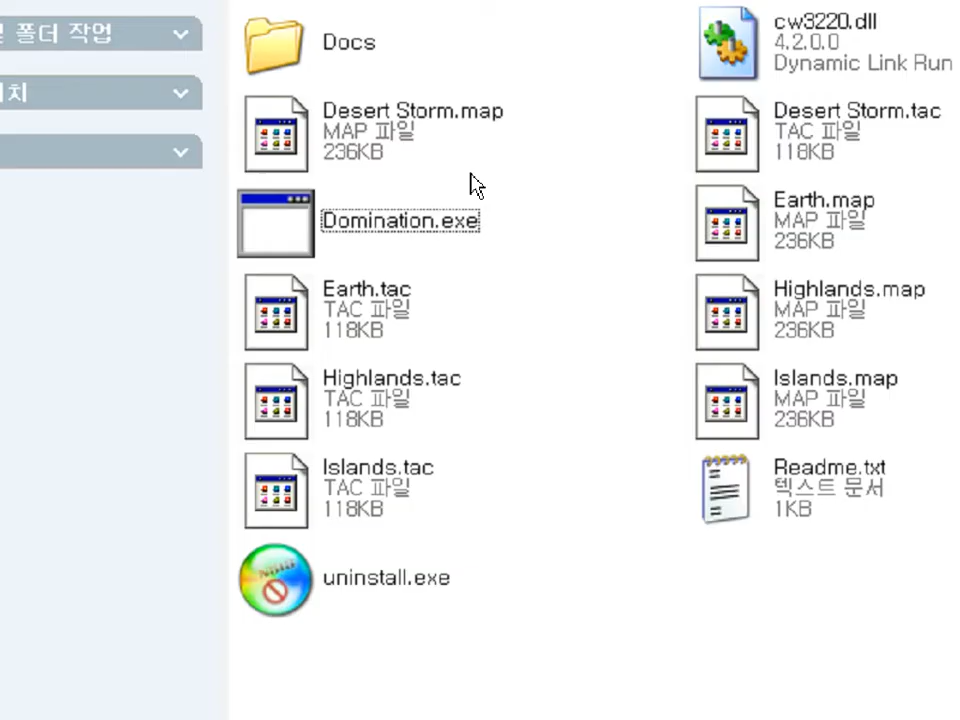 및 폴더 작업
치
Docs
cw3220.dll
4.2.0.0
Dynamic Link Run
Desert Storm.map
MAP 파일
236KB
Desert Storm.tac
TAC 파일
118KB
Domination.exe
Earth.map
MAP 파일
236KB
Earth.tac
TAC 파일
118KB
Highlands.map
MAP 파일
236KB
Highlands.tac
TAC 파일
118KB
Islands.map
MAP 파일
236KB
Islands.tac
TAC 파일
118KB
Readme.txt
텍스트 문서
1KB
uninstall.exe